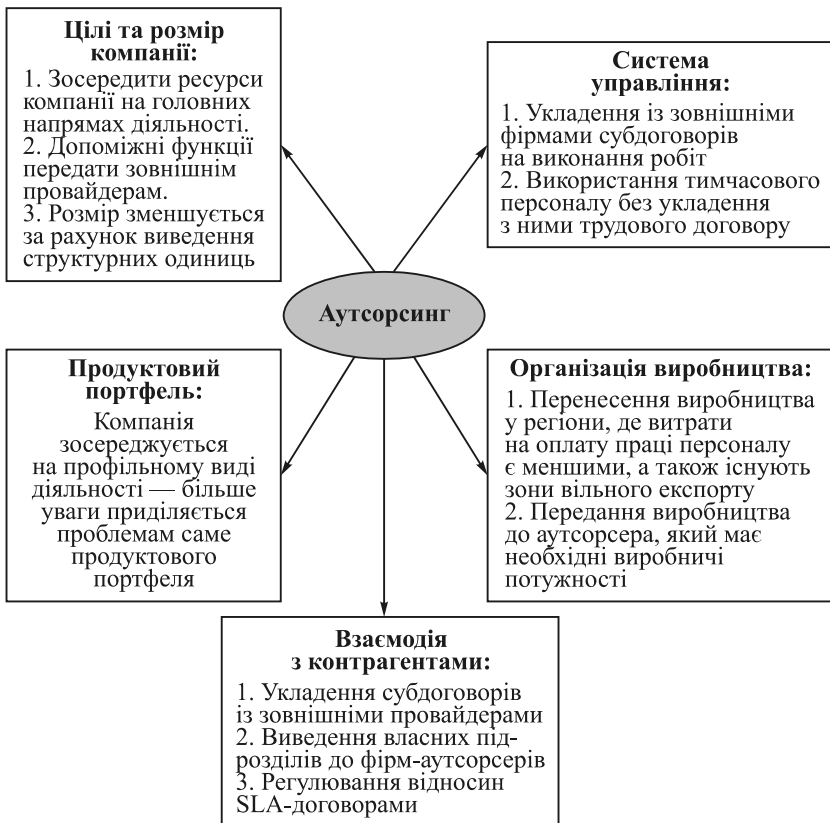 Цілі та розмір
компанії:
1. Зосередити ресурси
компанії на головних
напрямах діяльності.
2. Допоміжні функції
передати зовнішнім
провайдерам.
3. Розмір зменшується
за рахунок виведення
структурних одиниць
Система
управління:
1. Укладення із зовнішніми
фірмами субдоговорів
на виконання робіт
2. Використання тимчасового
персоналу без укладення
з ними трудового договору
Аутсорсинг
Продуктовий
портфель:
Компанія
зосереджується
на профільному виді
діяльності — більше
уваги приділяється
проблемам саме
продуктового
портфеля
Організація виробництва:
1. Перенесення виробництва
у регіони, де витрати
на оплату праці персоналу
є меншими, а також існують
зони вільного експорту
2. Передання виробництва
до аутсорсера, який має
необхідні виробничі
потужності
Взаємодія
з контрагентами:
1. Укладення субдоговорів
із зовнішніми провайдерами
2. Виведення власних під-
розділів до фірм-аутсорсерів
3. Регулювання відносин
SLA-договорами